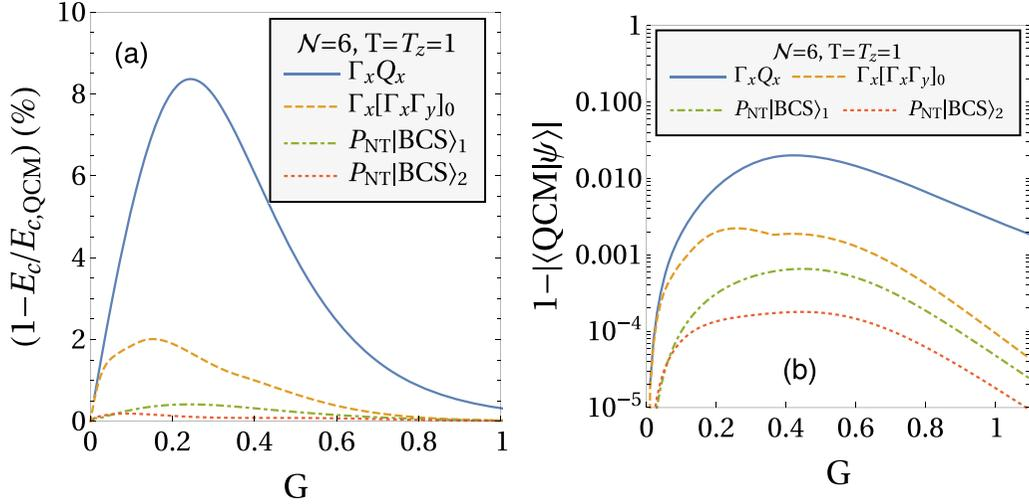 (a)
𝒩=6, T=T_z=1
Γ_xQ_x
Γ_x[Γ_xΓ_y]_0
P_NT|BCS⟩_1
P_NT|BCS⟩_2
(1−E_c/E_c,QCM) (%)
10
8
6
4
2
0
0 0.2 0.4 0.6 0.8 1
G
𝒩=6, T=T_z=1
Γ_xQ_x Γ_x[Γ_xΓ_y]_0
P_NT|BCS⟩_1 P_NT|BCS⟩_2
1−|⟨QCM|ψ⟩|
1
0.100
0.010
0.001
10^−4
10^−5
(b)
0 0.2 0.4 0.6 0.8 1
G